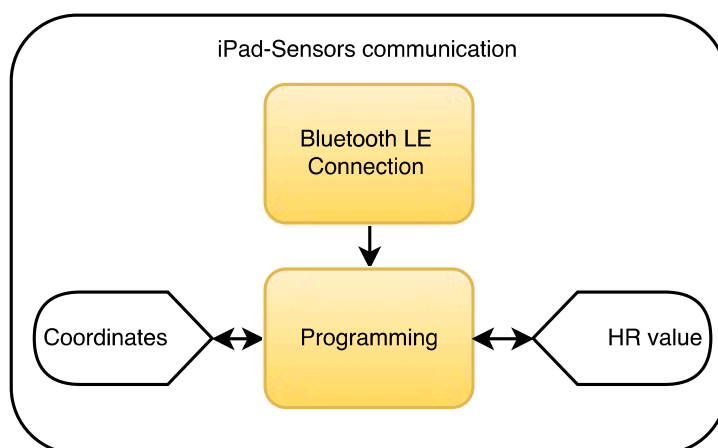 iPad-Sensors communication
Bluetooth LE
Connection
Coordinates
Programming
HR value